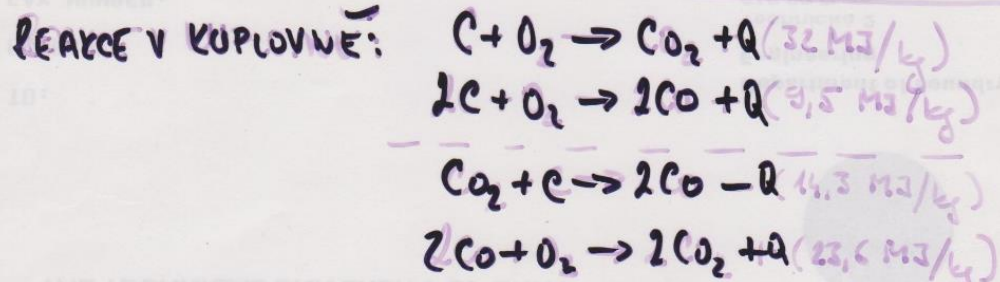 REAKCE V KUPLOVNĚ: C + O₂ → CO₂ + Q (32 MJ/kg)
2C + O₂ → 2CO + Q (9,5 MJ/kg)
CO₂ + C → 2CO − Q (14,3 MJ/kg)
2CO + O₂ → 2CO₂ + Q (23,6 MJ/kg)